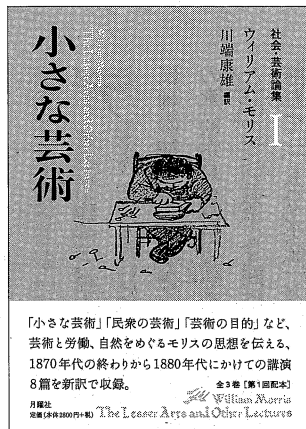 社会・芸術論集
I
ウィリアム・モリス
川端康雄 編訳
小さな芸術
「小さな芸術」「民衆の芸術」「芸術の目的」など、
芸術と労働、自然をめぐるモリスの思想を伝える、
1870年代の終わりから1880年代にかけての講演
8篇を新訳で収録。
全3巻[第1回配本]
月曜社
定価(本体2800円+税)
William Morris
The Lesser Arts and Other Lectures